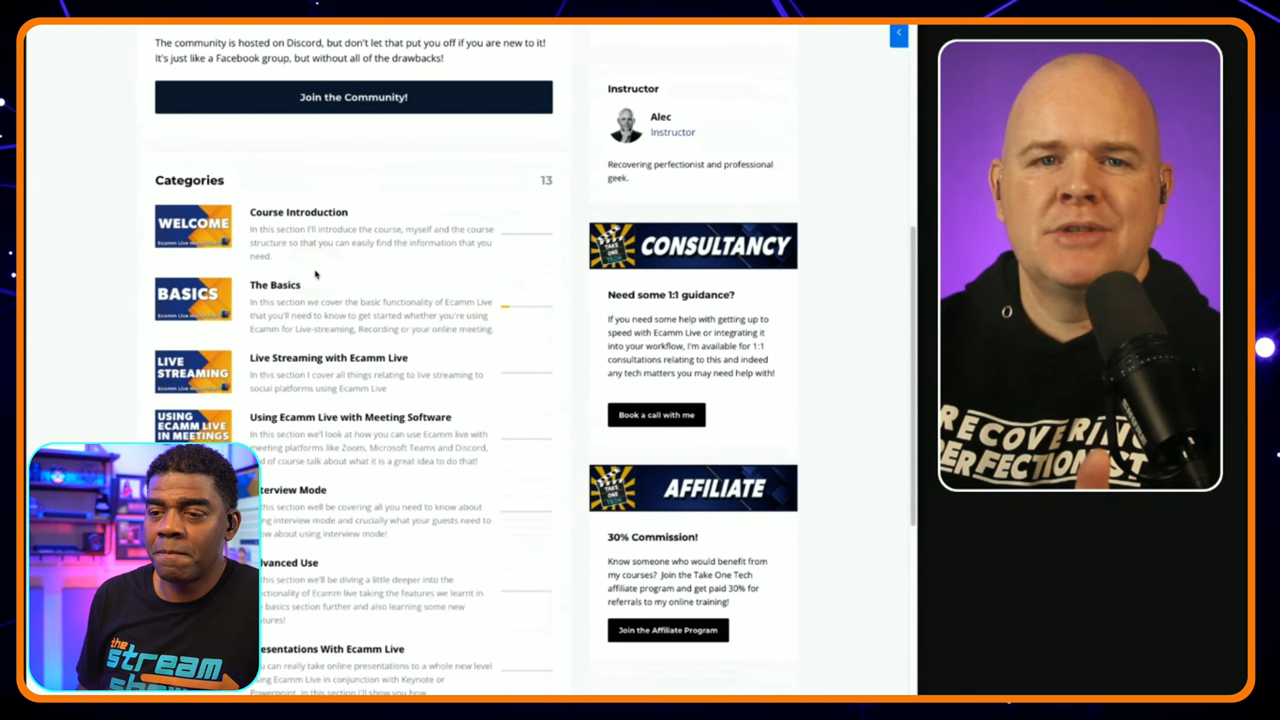 The community is hosted on Discord, but don't let that put you off if you are new to it!
It's just like a Facebook group, but without all of the drawbacks!
Join the Community!
Categories
13
WELCOME
Course Introduction
In this section I'll introduce the course, myself and the course
structure so that you can easily find the information that you
need.
BASICS
The Basics
In this section we cover the basic functionality of Ecamm Live
that you'll need to know to get started whether you're using
Ecamm for Live-streaming, Recording or your online meeting.
LIVE
STREAMING
Live Streaming with Ecamm Live
In this section I cover all things relating to live streaming to
social platforms using Ecamm Live
USING
ECAMM LIVE
IN MEETINGS
Using Ecamm Live with Meeting Software
In this section we'll look at how you can use Ecamm live with
meeting platforms like Zoom, Microsoft Teams and Discord,
of course talk about what it is a great idea to do that!
Mode
section well be covering all you need to know about
interview mode and crucially what your guests need to
about using interview mode!
Use
section we'll be diving a little deeper into the
of Ecamm live taking the features we learnt in
basics section further and also learning some new
With Ecamm Live
can really take online presentations to a whole new level
Ecamm Live in conjunction with Keynote or
Powerpoint. In this section I'll show you how
Instructor
Alec
Instructor
Recovering perfectionist and professional
geek.
TAKE
ONE
TECH
CONSULTANCY
Need some 1:1 guidance?
If you need some help with getting up to
speed with Ecamm Live or integrating it
into your workflow, I'm available for 1:1
consultations relating to this and indeed
any tech matters you may need help with!
Book a call with me
TAKE
ONE
TECH
AFFILIATE
30% Commission!
Know someone who would benefit from
my courses? Join the Take One Tech
affiliate program and get paid 30% for
referrals to my online training!
Join the Affiliate Program
the
stream
RECOVERING
PERFECTIONIST